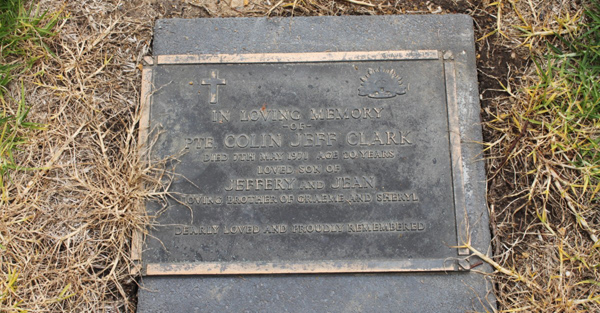 IN LOVING MEMORY
-OF-
PTE COLIN JEFF CLARK
DIED 7TH MAY 1971 AGE 20 YEARS
LOVED SON OF
JEFFERY AND JEAN
LOVING BROTHER OF GRAEME AND SHERYL
DEARLY LOVED AND PROUDLY REMEMBERED